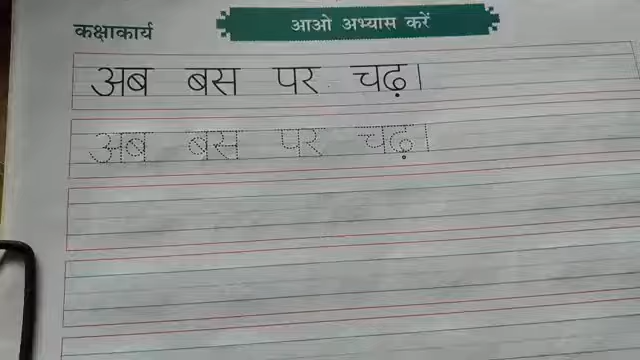 कक्षाकार्य
आओ अभ्यास करें
अब बस पर चढ़।
अब बस पर चढ़।